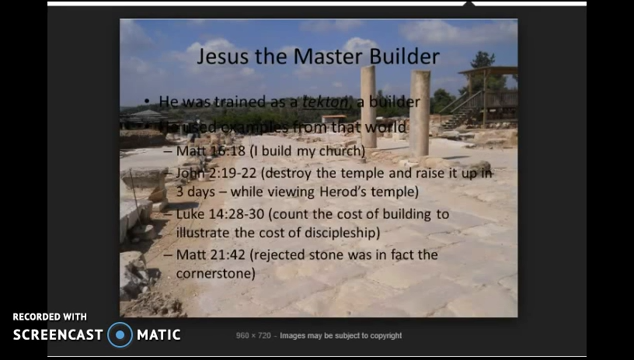 Jesus the Master Builder
• He was trained as a tekton, a builder
He used examples from that world
– Matt 16:18 (I build my church)
– John 2:19-22 (destroy the temple and raise it up in
3 days – while viewing Herod's temple)
Luke 14:28-30 (count the cost of building to
illustrate the cost of discipleship)
– Matt 21:42 (rejected stone was in fact the
cornerstone)
RECORDED WITH
SCREENCAST MATIC
960 × 720 – Images may be subject to copyright